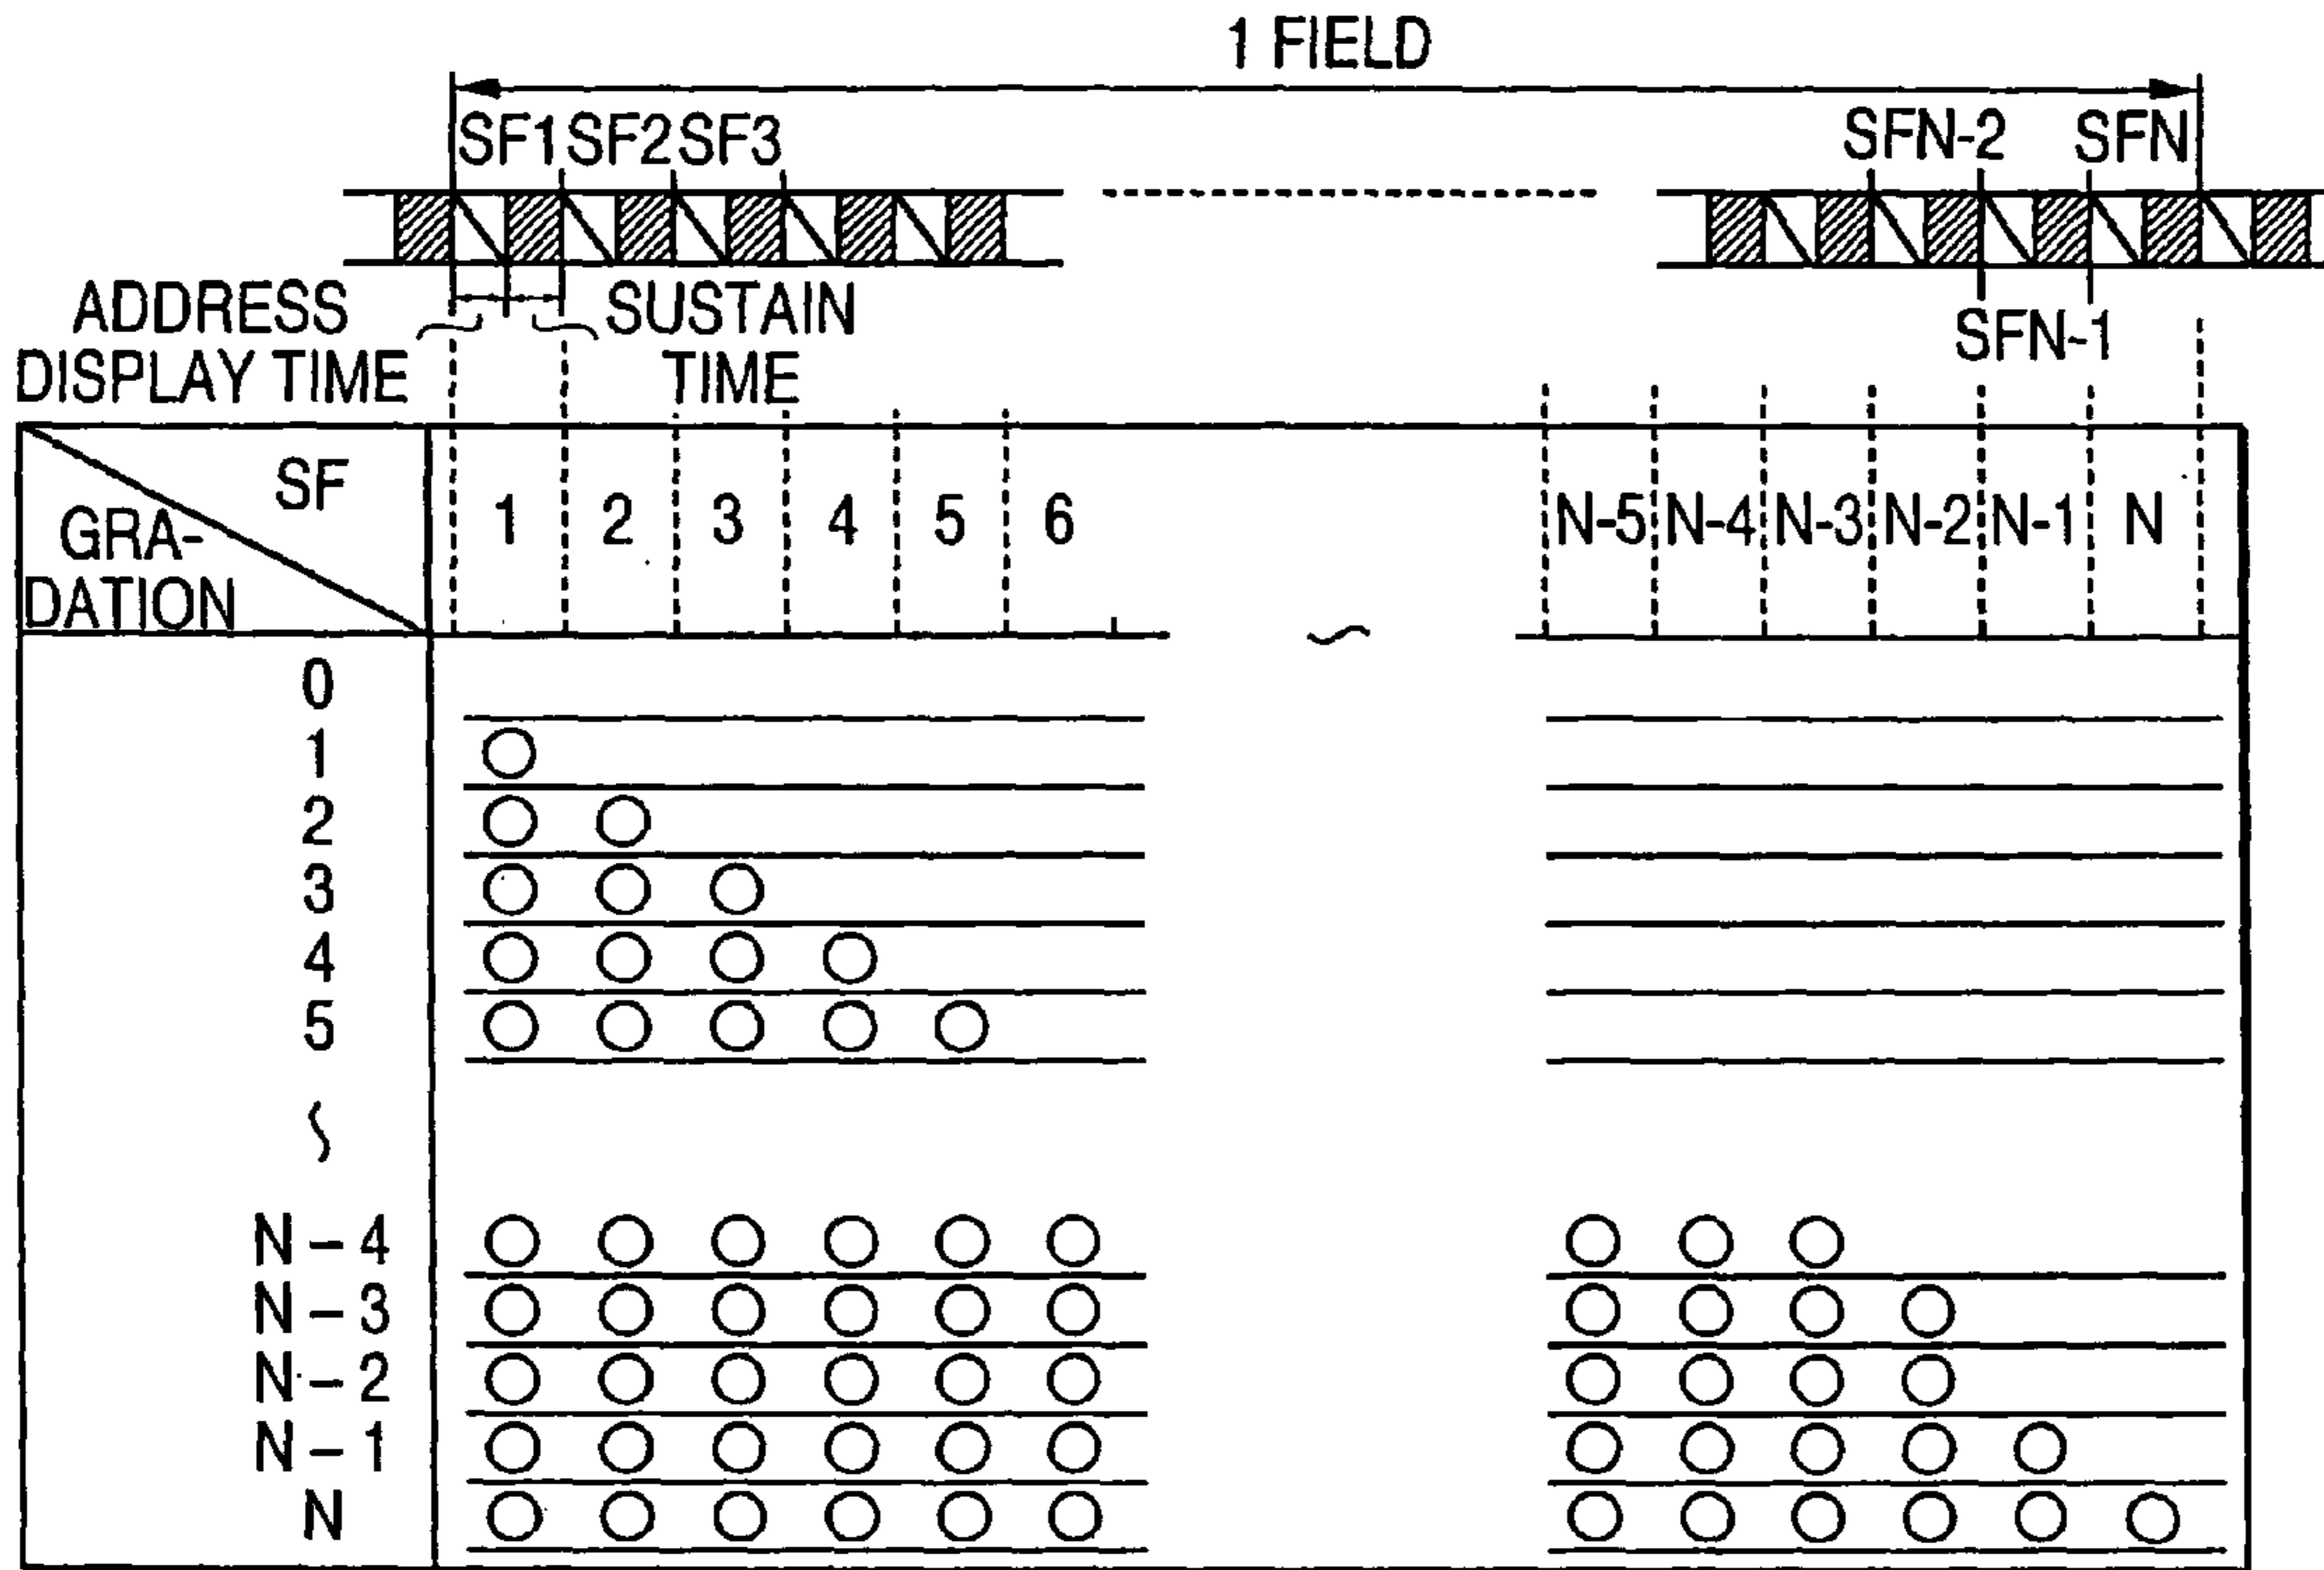 1 FIELD
SF1 SF2 SF3 SFN-2 SFN
ADDRESS DISPLAY TIME
SUSTAIN TIME
SFN-1
SF
GRA-
DATION
1 2 3 4 5 6 N-5 N-4 N-3 N-2 N-1 N
0
1
2
3
4
5
N-4
N-3
N-2
N-1
N